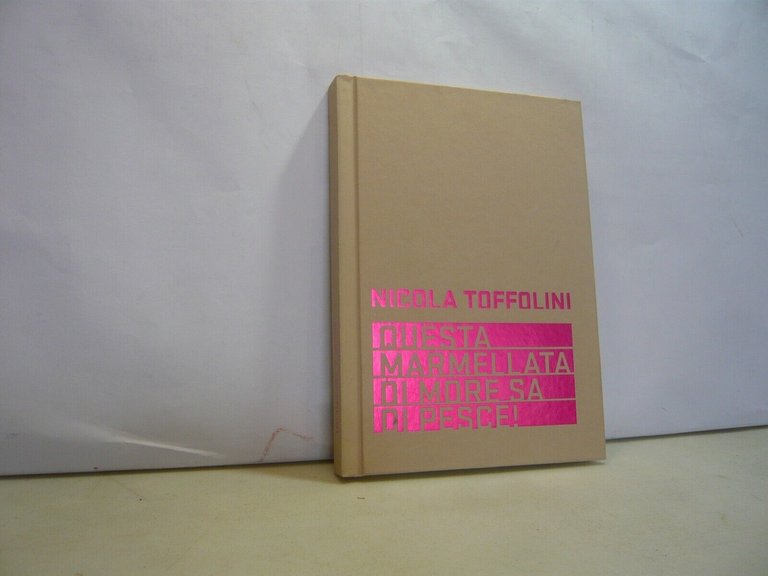 NICOLA TOFFOLINI
QUESTA
MARMELLATA
DI MORE SA
DI PESCE!